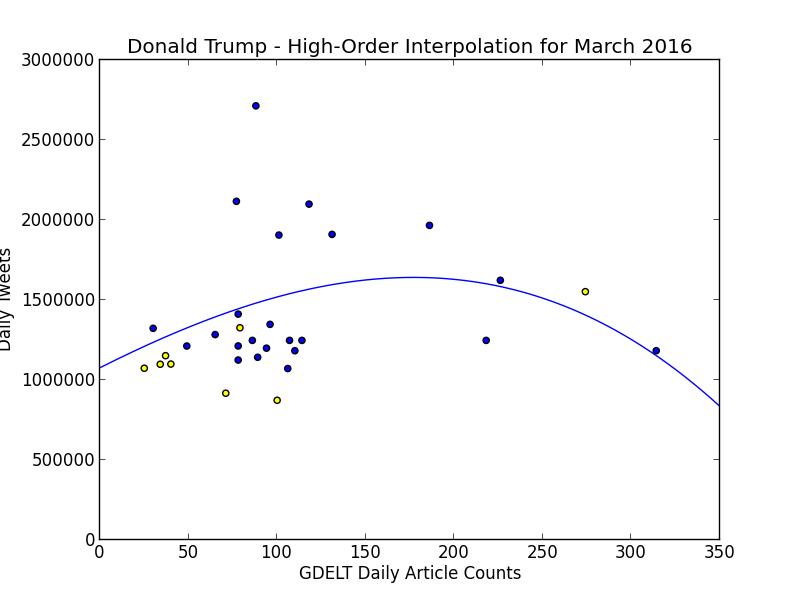 Donald Trump - High-Order Interpolation for March 2016
3000000
2500000
2000000
1500000
1000000
500000
0
Daily Tweets
0 50 100 150 200 250 300 350
GDELT Daily Article Counts